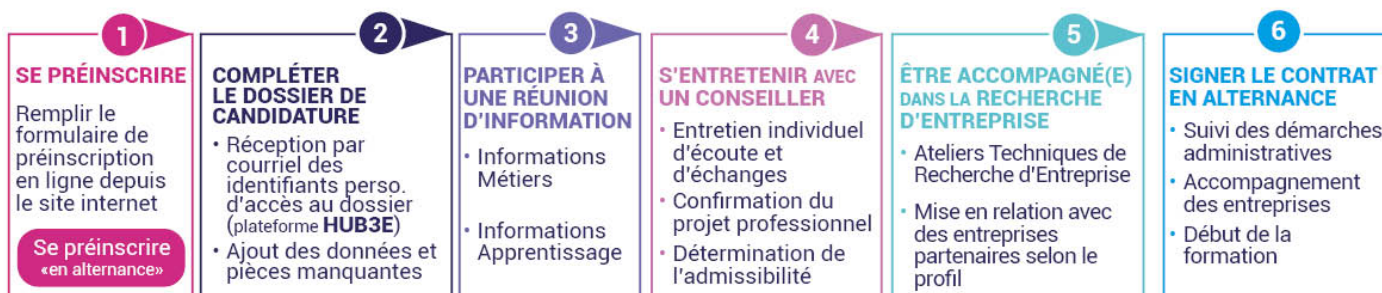 1
SE PRÉINSCRIRE
Remplir le
formulaire de
préinscription
en ligne depuis
le site internet
Se préinscrire
«en alternance»
2
COMPLÉTER
LE DOSSIER DE
CANDIDATURE
• Réception par
courriel des
identifiants perso.
d'accès au dossier
(plateforme HUB3E)
• Ajout des données et
pièces manquantes
3
PARTICIPER À
UNE RÉUNION
D'INFORMATION
• Informations
Métiers
• Informations
Apprentissage
4
S'ENTRETENIR AVEC
UN CONSEILLER
• Entretien individuel
d'écoute et
d'échanges
• Confirmation du
projet professionnel
• Détermination de
l'admissibilité
5
ÊTRE ACCOMPAGNÉ(E)
DANS LA RECHERCHE
D'ENTREPRISE
• Ateliers Techniques de
Recherche d'Entreprise
• Mise en relation avec
des entreprises
partenaires selon le
profil
6
SIGNER LE CONTRAT
EN ALTERNANCE
• Suivi des démarches
administratives
• Accompagnement
des entreprises
• Début de la
formation